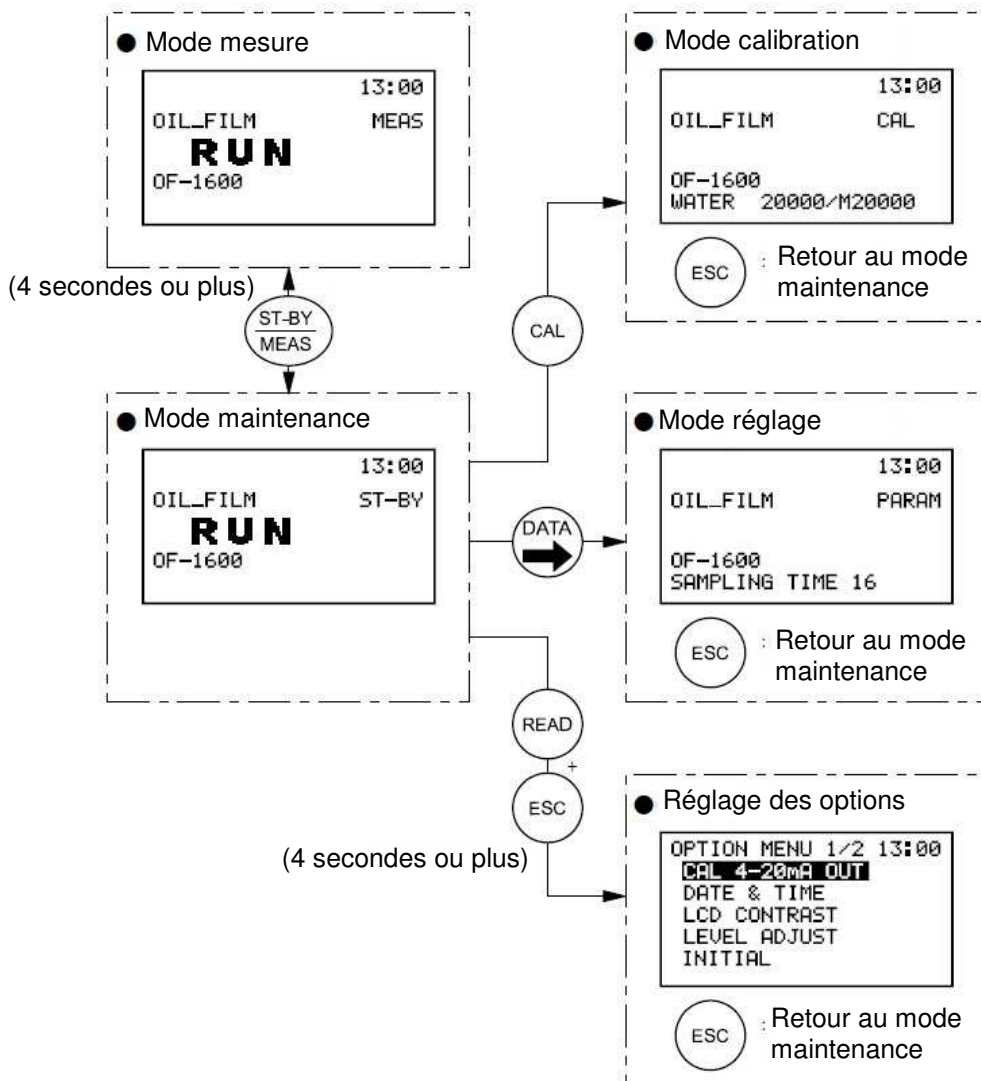 ● Mode mesure
13:00
OIL_FILM MEAS
RUN
OF-1600
(4 secondes ou plus)
ST-BY
MEAS
● Mode maintenance
13:00
OIL_FILM ST-BY
RUN
OF-1600
CAL
DATA
READ
+
ESC
(4 secondes ou plus)
● Mode calibration
13:00
OIL_FILM CAL
OF-1600
WATER 20000/M20000
ESC : Retour au mode
maintenance
● Mode réglage
13:00
OIL_FILM PARAM
OF-1600
SAMPLING TIME 16
ESC : Retour au mode
maintenance
● Réglage des options
OPTION MENU 1/2 13:00
CAL 4-20mA OUT
DATE & TIME
LCD CONTRAST
LEVEL ADJUST
INITIAL
ESC : Retour au mode
maintenance